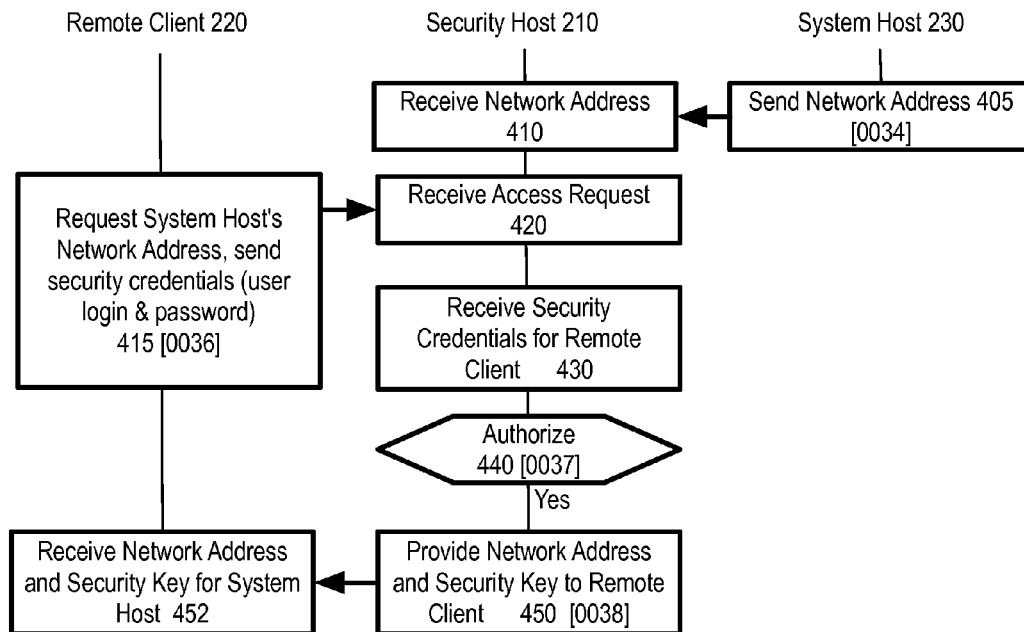 Remote Client 220
Security Host 210
System Host 230
Receive Network Address
410
Send Network Address 405
[0034]
Request System Host's
Network Address, send
security credentials (user
login & password)
415 [0036]
Receive Access Request
420
Receive Security
Credentials for Remote
Client 430
Authorize
440 [0037]
Yes
Receive Network Address
and Security Key for System
Host 452
Provide Network Address
and Security Key to Remote
Client 450 [0038]